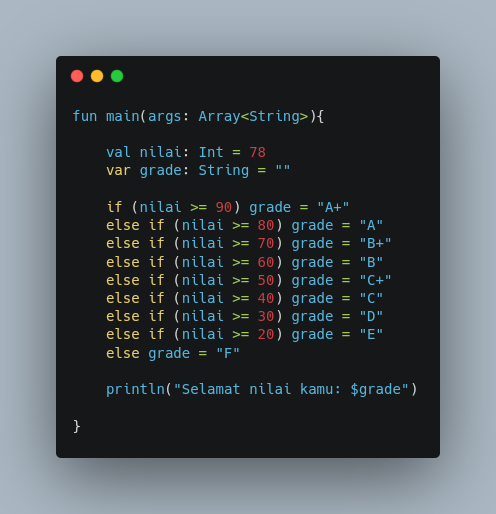 fun main(args: Array<String>){
val nilai: Int = 78
var grade: String = ""
if (nilai >= 90) grade = "A+"
else if (nilai >= 80) grade = "A"
else if (nilai >= 70) grade = "B+"
else if (nilai >= 60) grade = "B"
else if (nilai >= 50) grade = "C+"
else if (nilai >= 40) grade = "C"
else if (nilai >= 30) grade = "D"
else if (nilai >= 20) grade = "E"
else grade = "F"
println("Selamat nilai kamu: $grade")
}